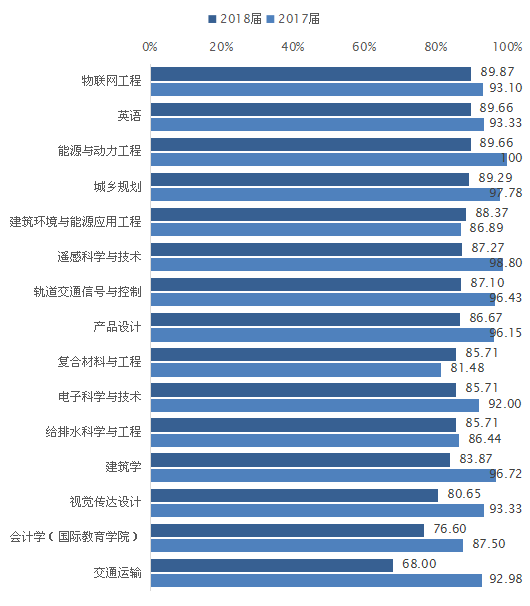 2018届 2017届
0% 20% 40% 60% 80% 100%
物联网工程 89.87
93.10
英语 89.66
93.33
能源与动力工程 89.66
100
城乡规划 89.29
97.78
建筑环境与能源应用工程 88.37
86.89
遥感科学与技术 87.27
98.80
轨道交通信号与控制 87.10
96.43
产品设计 86.67
96.15
复合材料与工程 85.71
81.48
电子科学与技术 85.71
92.00
给排水科学与工程 85.71
86.44
建筑学 83.87
96.72
视觉传达设计 80.65
93.33
会计学（国际教育学院） 76.60
87.50
交通运输 68.00
92.98